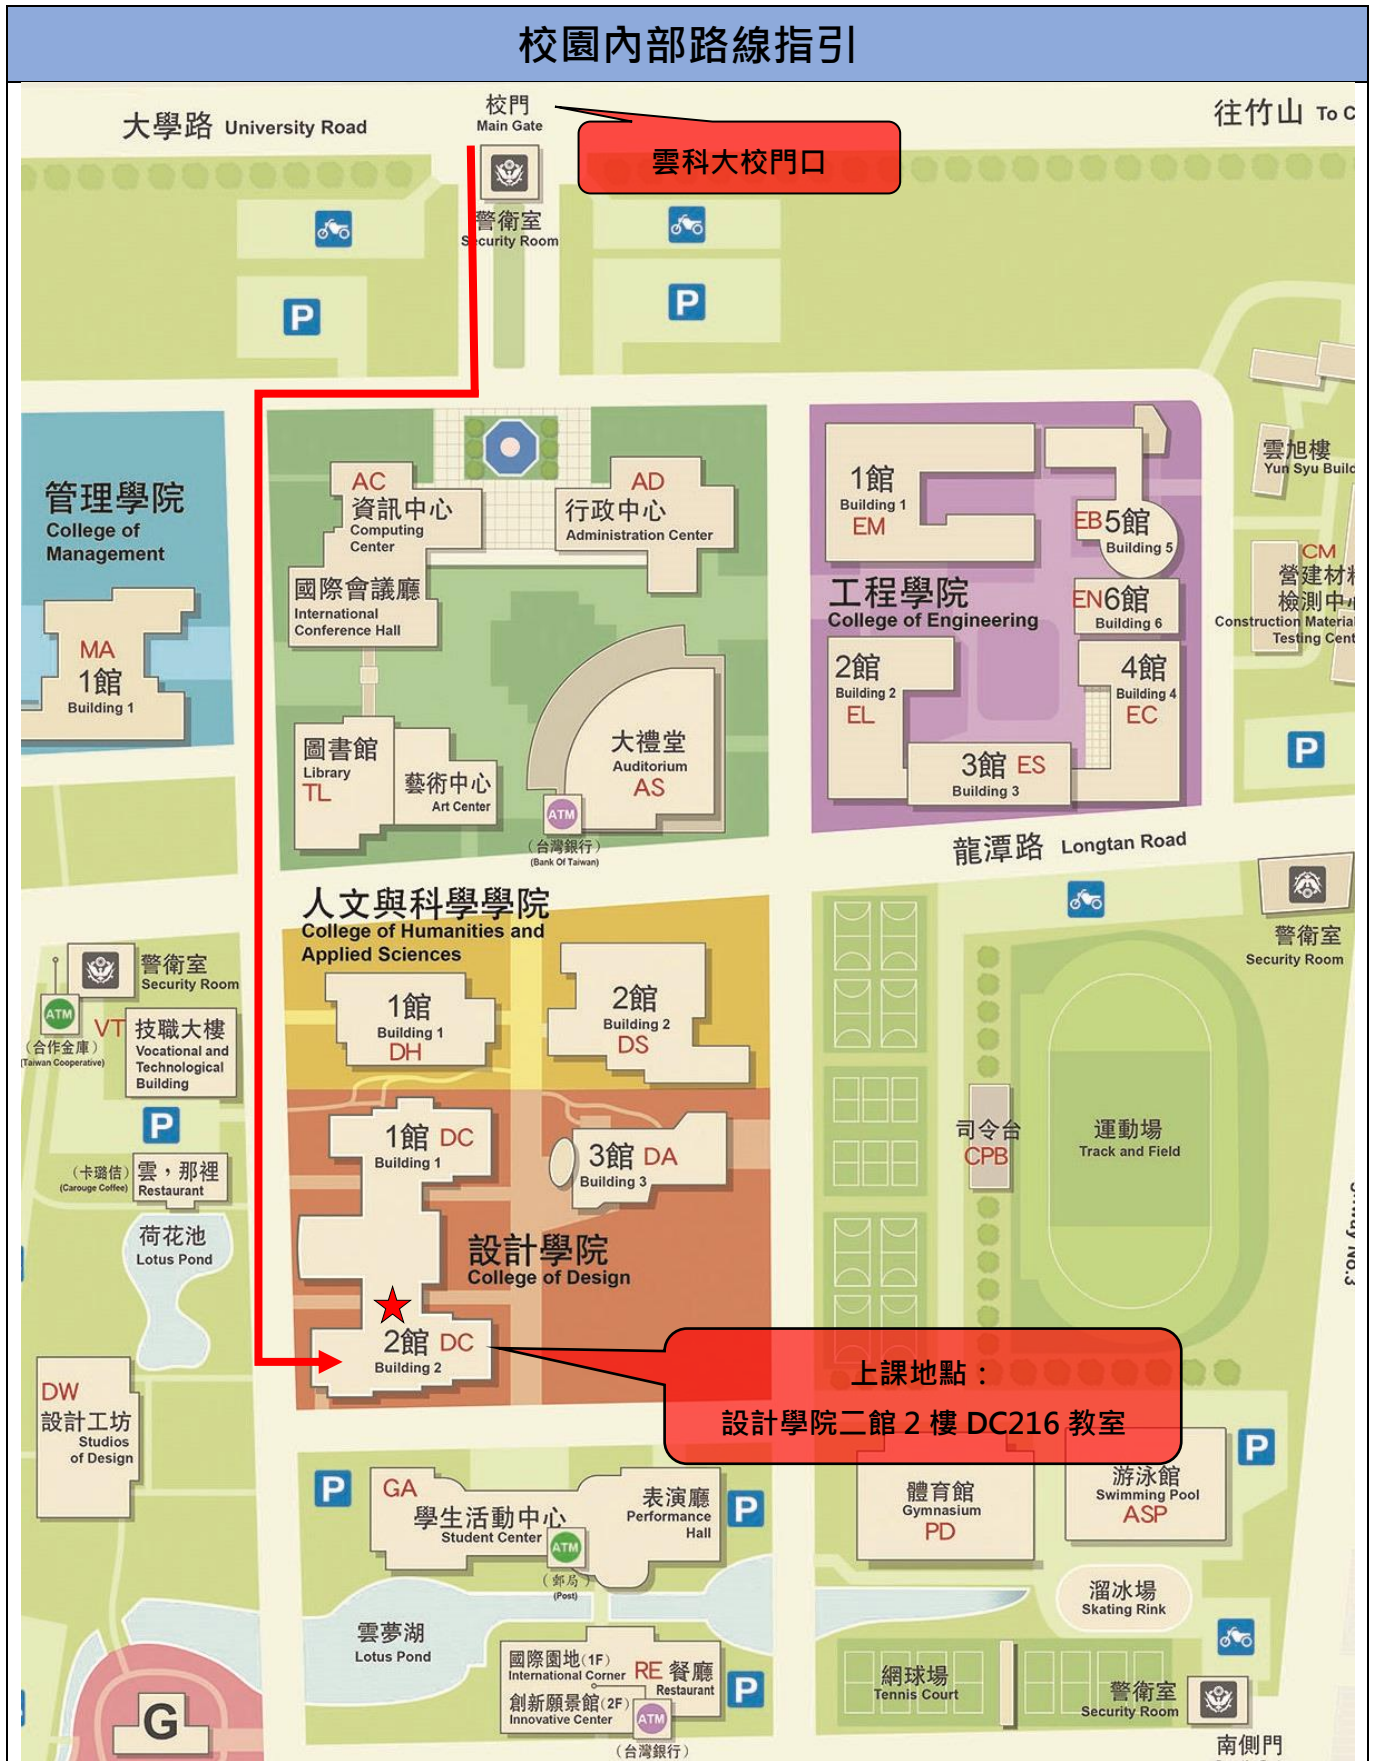 校園內部路線指引
大學路 University Road
校門
Main Gate
雲科大校門口
往竹山 To C
警衛室
Security Room
P
P
管理學院
College of
Management
MA
1館
Building 1
AC
資訊中心
Computing
Center
國際會議廳
International
Conference Hall
AD
行政中心
Administration Center
圖書館
Library
TL
藝術中心
Art Center
大禮堂
Auditorium
AS
ATM
(台灣銀行)
(Bank Of Taiwan)
1館
Building 1
EM
EB5館
Building 5
工程學院
College of Engineering
EN6館
Building 6
2館
Building 2
EL
4館
Building 4
EC
3館 ES
Building 3
雲旭樓
Yun Syu Build
CM
營建材料
檢測中心
Construction Material
Testing Cent
P
龍潭路 Longtan Road
警衛室
Security Room
人文與科學學院
College of Humanities and
Applied Sciences
1館
Building 1
DH
2館
Building 2
DS
警衛室
Security Room
ATM
(合作金庫)
(Taiwan Cooperative)
VT 技職大樓
Vocational and
Technological
Building
P
(卡璐佶)
(Carouge Coffee)
雲，那裡
Restaurant
荷花池
Lotus Pond
1館 DC
Building 1
3館 DA
Building 3
設計學院
College of Design
2館 DC
Building 2
上課地點：
設計學院二館 2 樓 DC216 教室
司令台
CPB
運動場
Track and Field
No.3
DW
設計工坊
Studios
of Design
P
GA
學生活動中心
Student Center
ATM
(郵局)
(Post)
表演廳
Performance
Hall
P
體育館
Gymnasium
PD
游泳館
Swimming Pool
ASP
P
溜冰場
Skating Rink
雲夢湖
Lotus Pond
國際園地(1F)
International Corner
創新願景館(2F)
Innovative Center
RE 餐廳
Restaurant
ATM
(台灣銀行)
P
網球場
Tennis Court
警衛室
Security Room
南側門
G